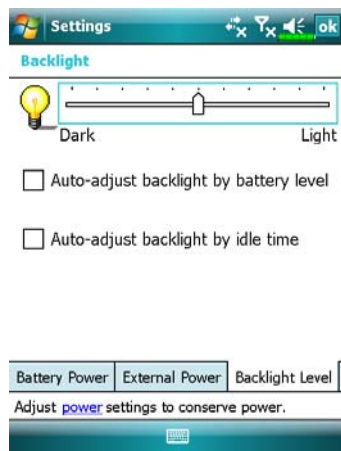 Settings ok
Backlight
Dark Light
Auto-adjust backlight by battery level
Auto-adjust backlight by idle time
Battery Power External Power Backlight Level
Adjust power settings to conserve power.